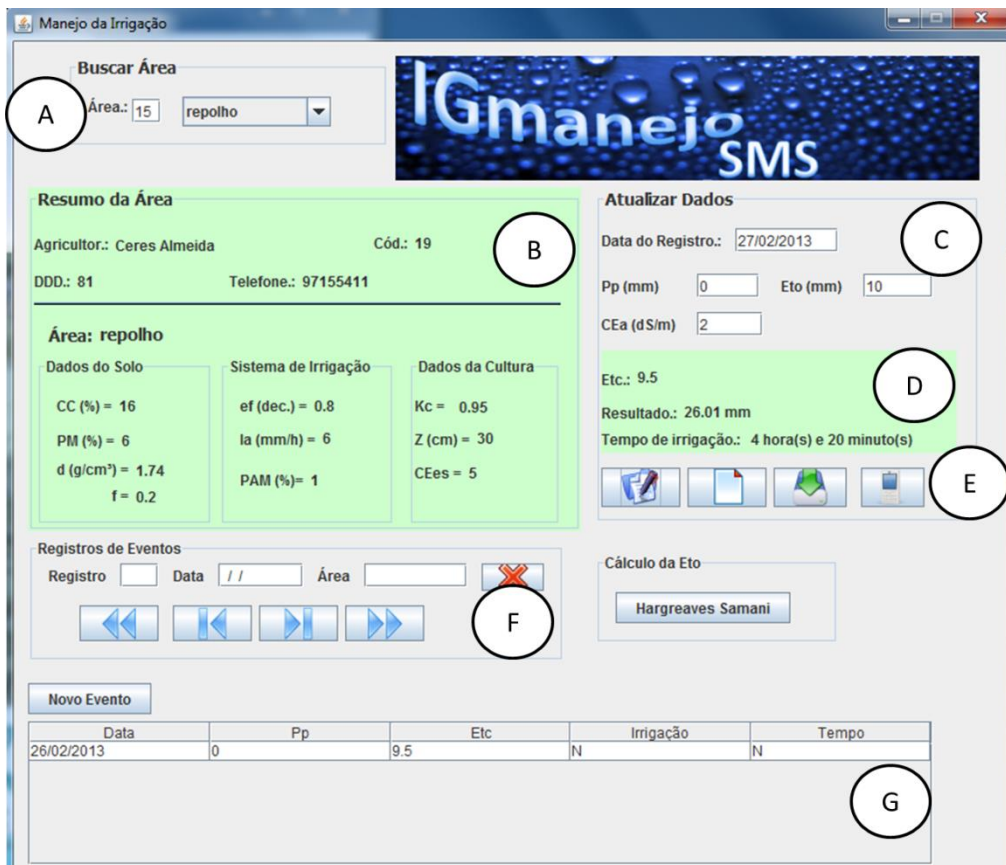 Manejo da Irrigação
Buscar Área
A
Área.: 15 repolho
IGmanejo
SMS
Resumo da Área
Agricultor.: Ceres Almeida Cód.: 19
B
DDD.: 81 Telefone.: 97155411
Área: repolho
Dados do Solo
CC (%) = 16
PM (%) = 6
d (g/cm³) = 1.74
f = 0.2
Sistema de Irrigação
ef (dec.) = 0.8
Ia (mm/h) = 6
PAM (%)= 1
Dados da Cultura
Kc = 0.95
Z (cm) = 30
CEes = 5
Atualizar Dados
Data do Registro.: 27/02/2013
C
Pp (mm) 0 Eto (mm) 10
CEa (dS/m) 2
Etc.: 9.5
D
Resultado.: 26.01 mm
Tempo de irrigação.: 4 hora(s) e 20 minuto(s)
E
Registros de Eventos
Registro Data / / Área
F
Cálculo da Eto
Hargreaves Samani
Novo Evento
Data Pp Etc Irrigação Tempo
26/02/2013 0 9.5 N N
G